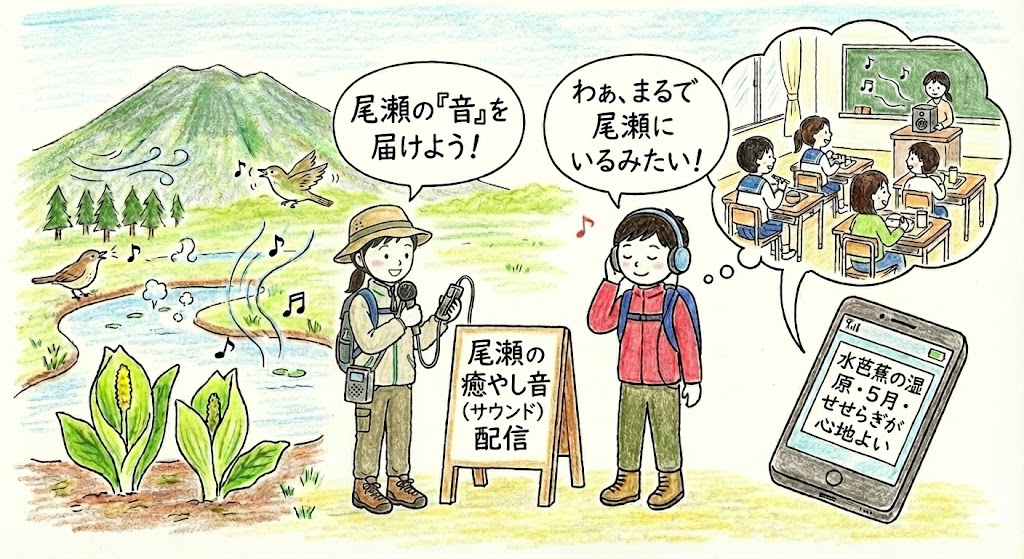 尾瀬の『音』を
届けよう!
わぁ、まるで
尾瀬に
いるみたい!
尾瀬の
癒やし音
(サウンド)
配信
水芭蕉の湿
原・5月・
せせらぎが
心地よい